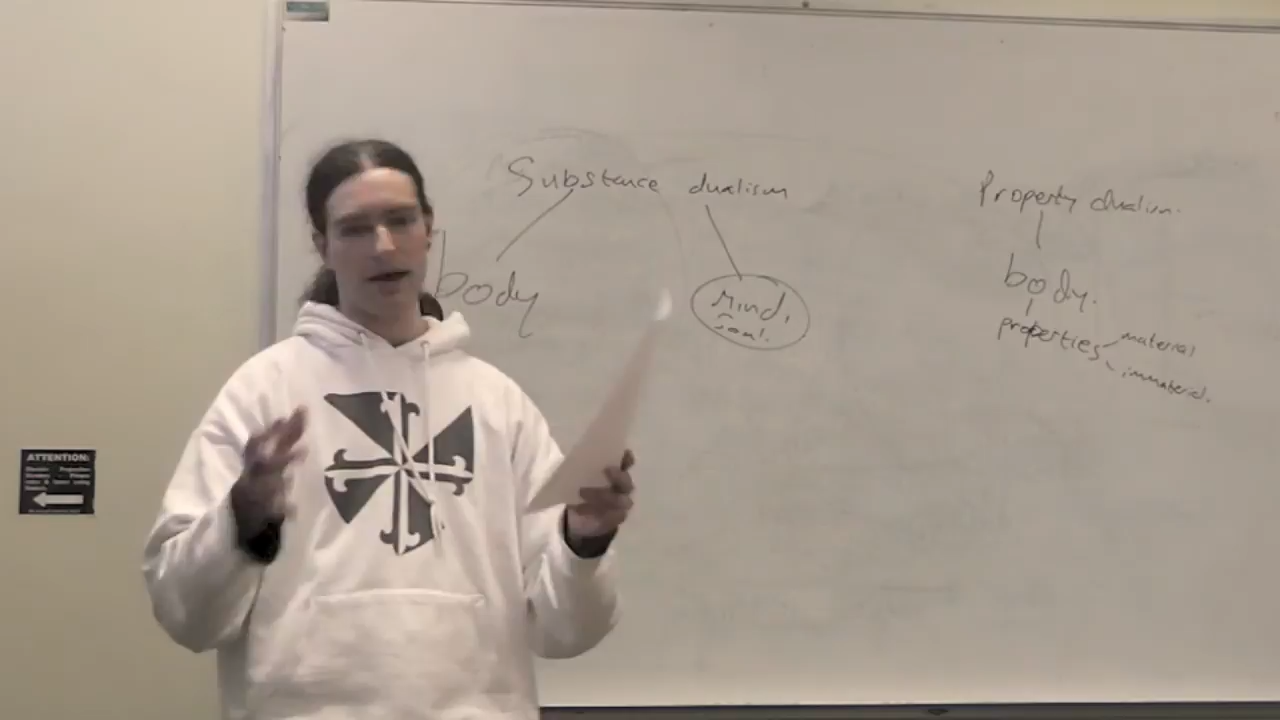 Substance dualism
Property dualism.
body
mind,
Soul.
body.
properties
material
immaterial.
ATTENTION: